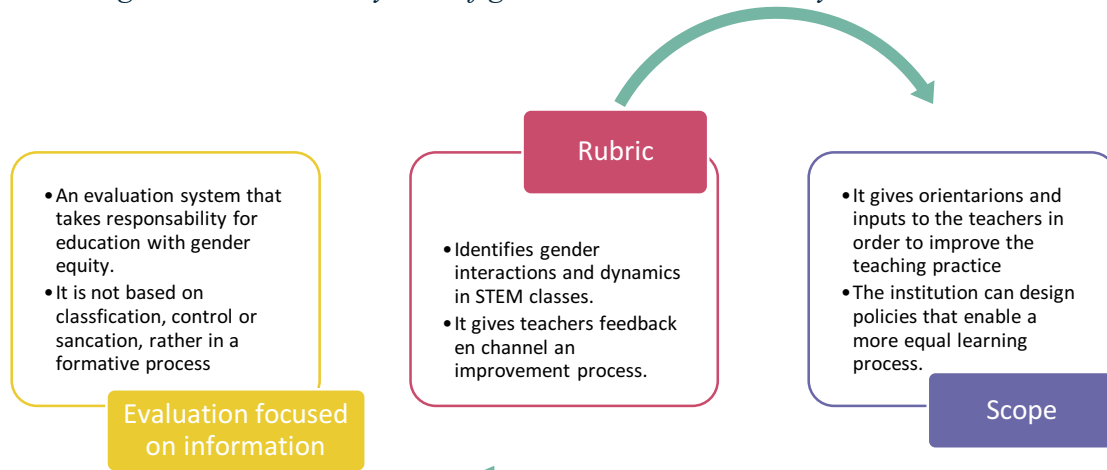 •An evaluation system that
takes responsability for
education with gender
equity.
•It is not based on
classfication, control or
sancation, rather in a
formative process
Evaluation focused
on information
Rubric
•Identifies gender
interactions and dynamics
in STEM classes.
•It gives teachers feedback
en channel an
improvement process.
•It gives orientarions and
inputs to the teachers in
order to improve the
teaching practice
•The institution can design
policies that enable a
more equal learning
process.
Scope